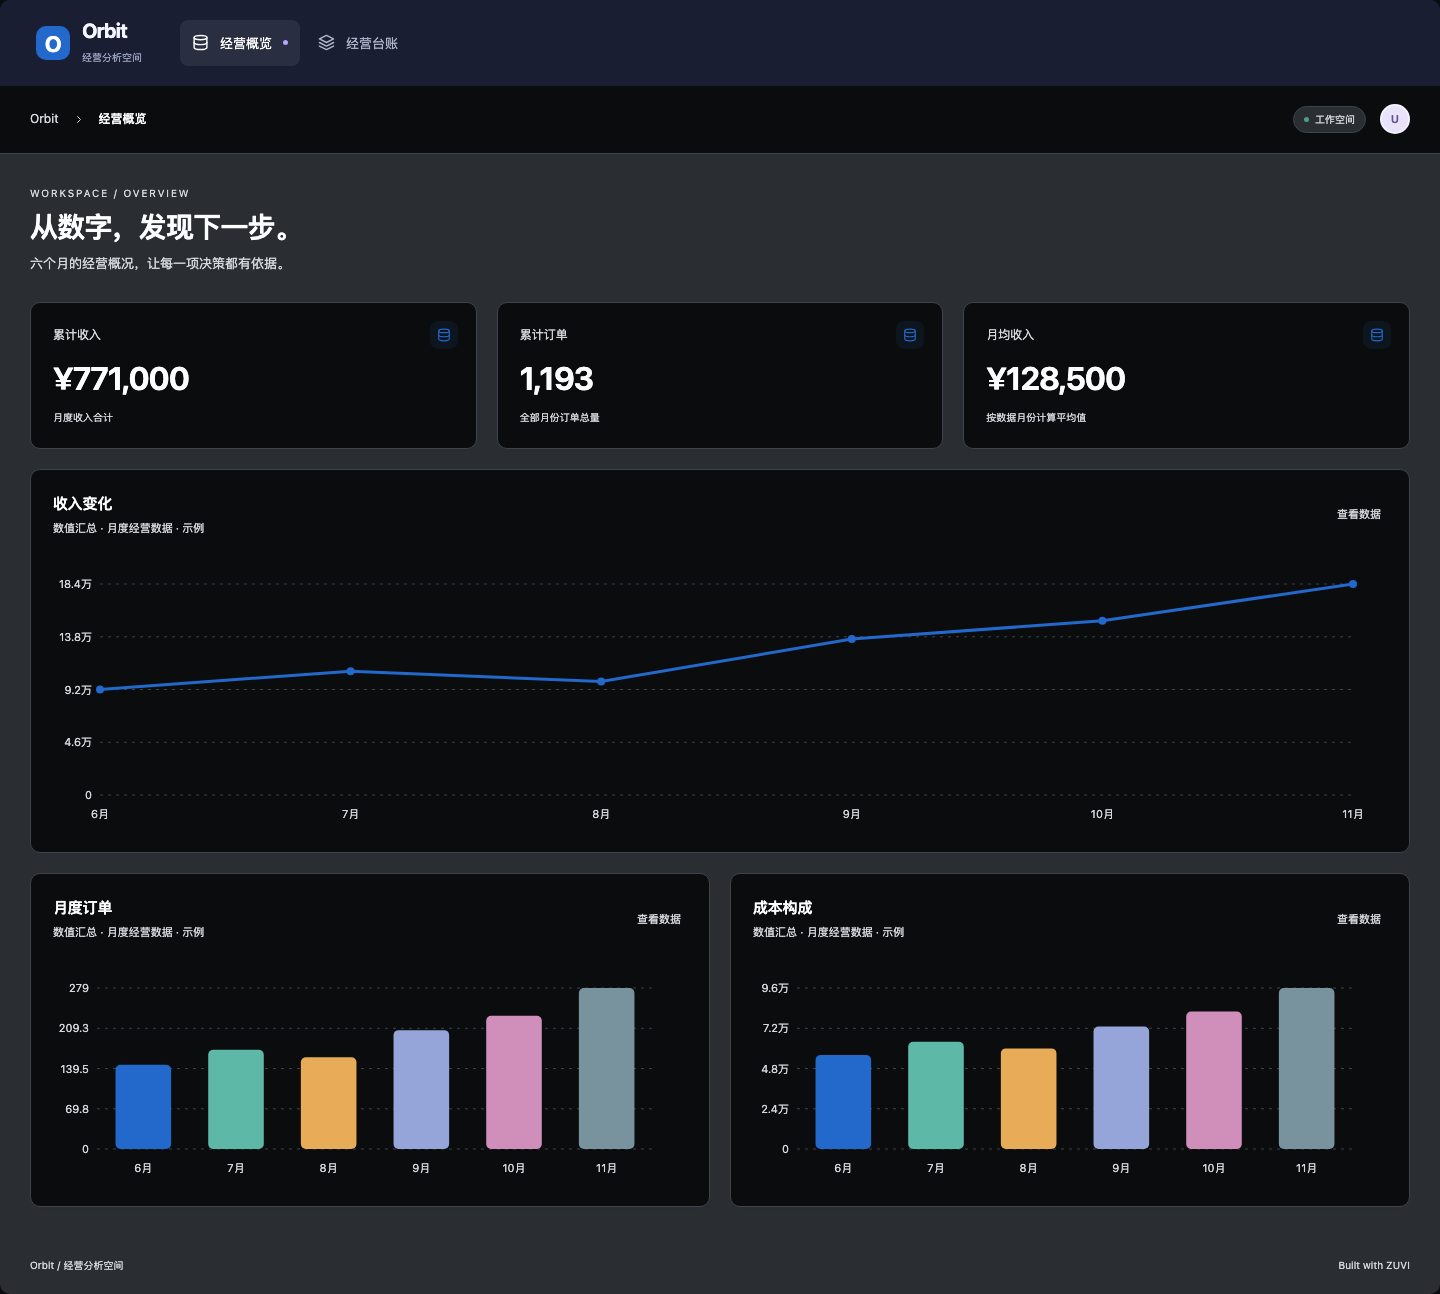 O
Orbit
经营分析空间
经营概览
经营台账
Orbit
经营概览
工作空间
U
WORKSPACE / OVERVIEW
从数字，发现下一步。
六个月的经营概况，让每一项决策都有依据。
累计收入
¥771,000
月度收入合计
累计订单
1,193
全部月份订单总量
月均收入
¥128,500
按数据月份计算平均值
收入变化
数值汇总 · 月度经营数据 · 示例
查看数据
18.4万
13.8万
9.2万
4.6万
0
6月 7月 8月 9月 10月 11月
月度订单
数值汇总 · 月度经营数据 · 示例
查看数据
279
209.3
139.5
69.8
0
6月 7月 8月 9月 10月 11月
成本构成
数值汇总 · 月度经营数据 · 示例
查看数据
9.6万
7.2万
4.8万
2.4万
0
6月 7月 8月 9月 10月 11月
Orbit / 经营分析空间
Built with ZUVI